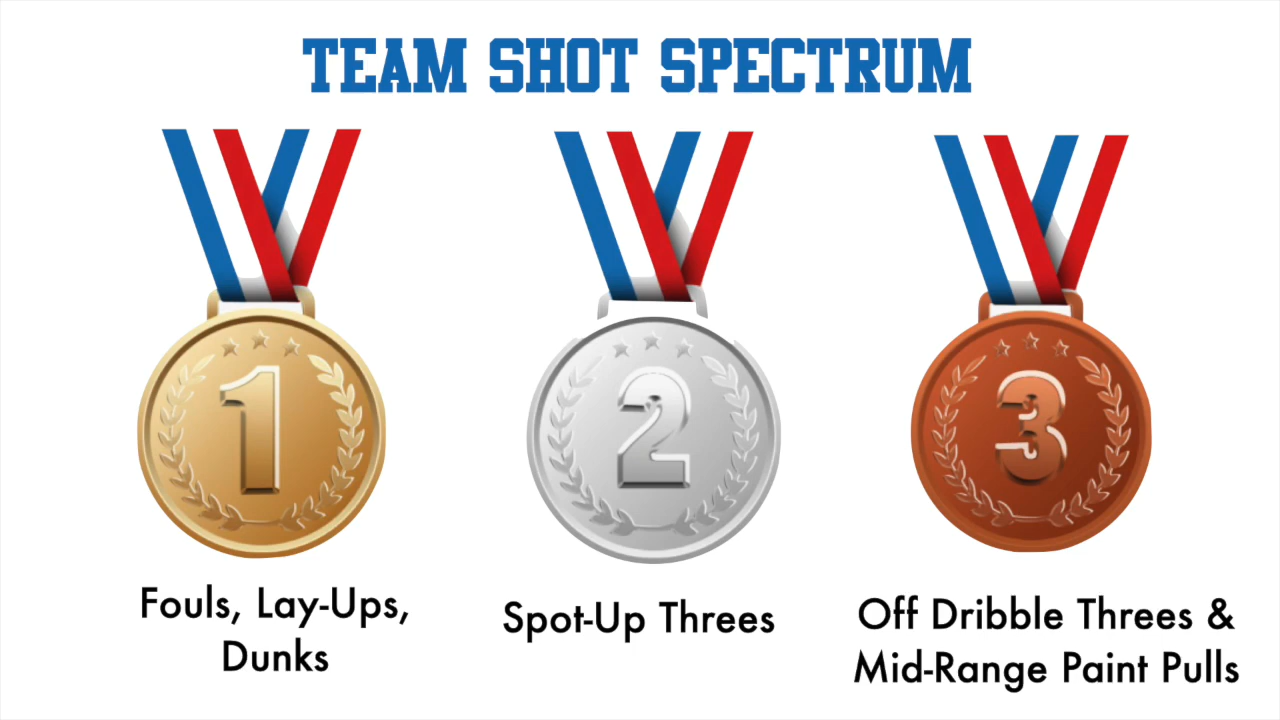 TEAM SHOT SPECTRUM
1
2
3
Fouls, Lay-Ups,
Dunks
Spot-Up Threes
Off Dribble Threes &
Mid-Range Paint Pulls